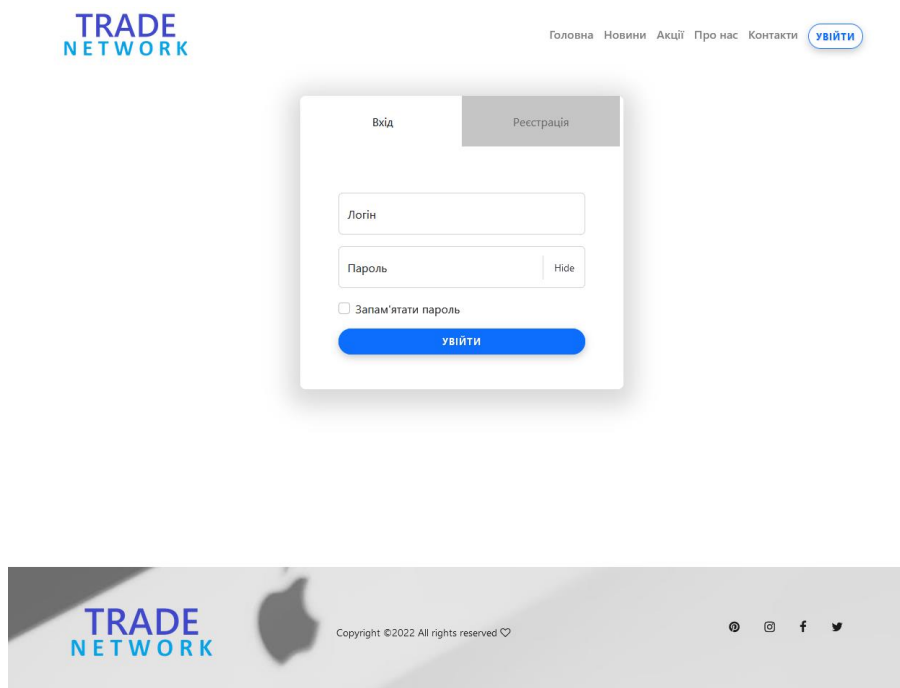 TRADE
NETWORK
Головна Новини Акції Про нас Контакти УВІЙТИ
Вхід Реєстрація
Логін
Пароль Hide
Запам'ятати пароль
УВІЙТИ
TRADE
NETWORK
Copyright ©2022 All rights reserved ♡